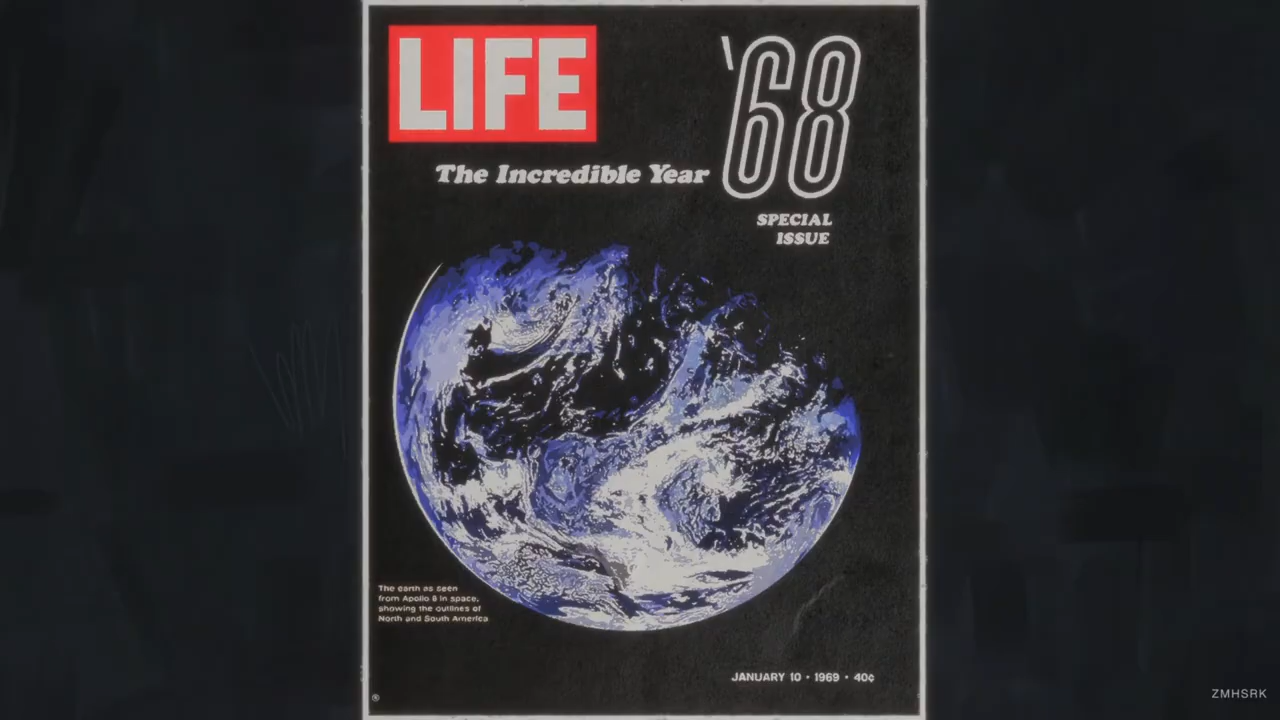 LIFE
'68
The Incredible Year
SPECIAL
ISSUE
The earth as seen
from Apollo 8 in space,
showing the outlines of
North and South America
JANUARY 10 • 1969 • 40¢
ZMHSRK